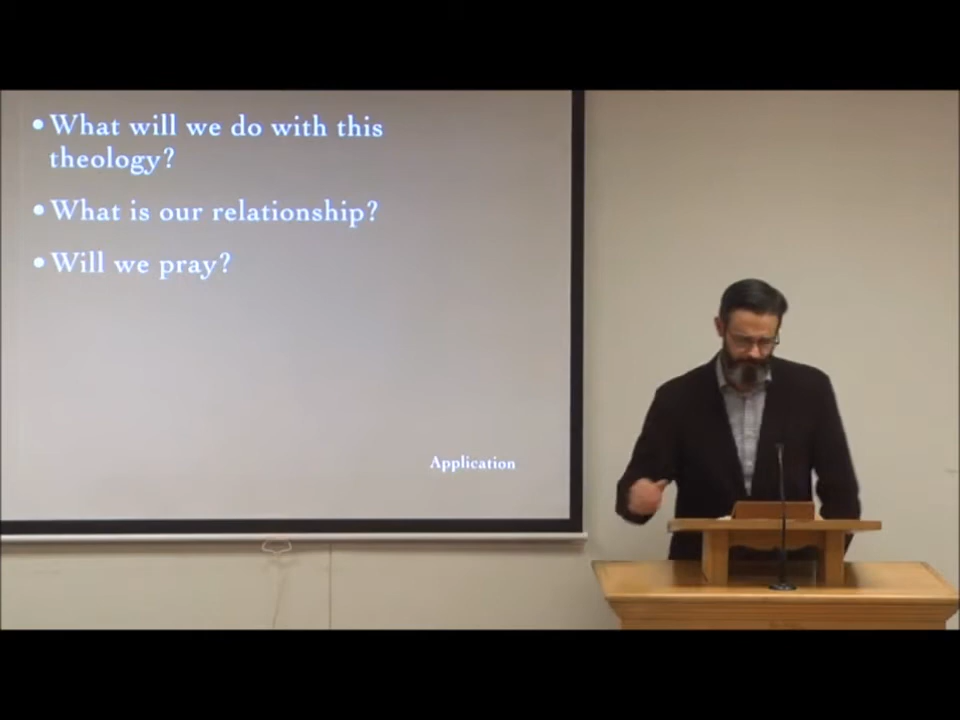 • What will we do with this
theology?
• What is our relationship?
• Will we pray?
Application